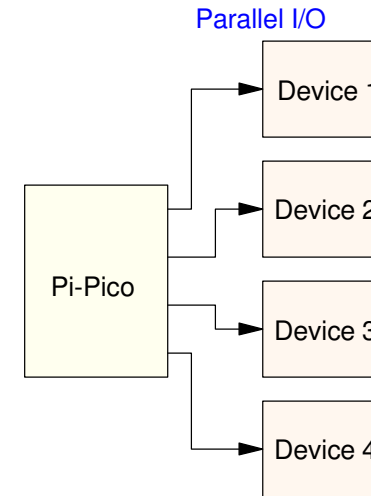 Parallel I/O
Device 1
Device 2
Pi-Pico
Device 3
Device 4